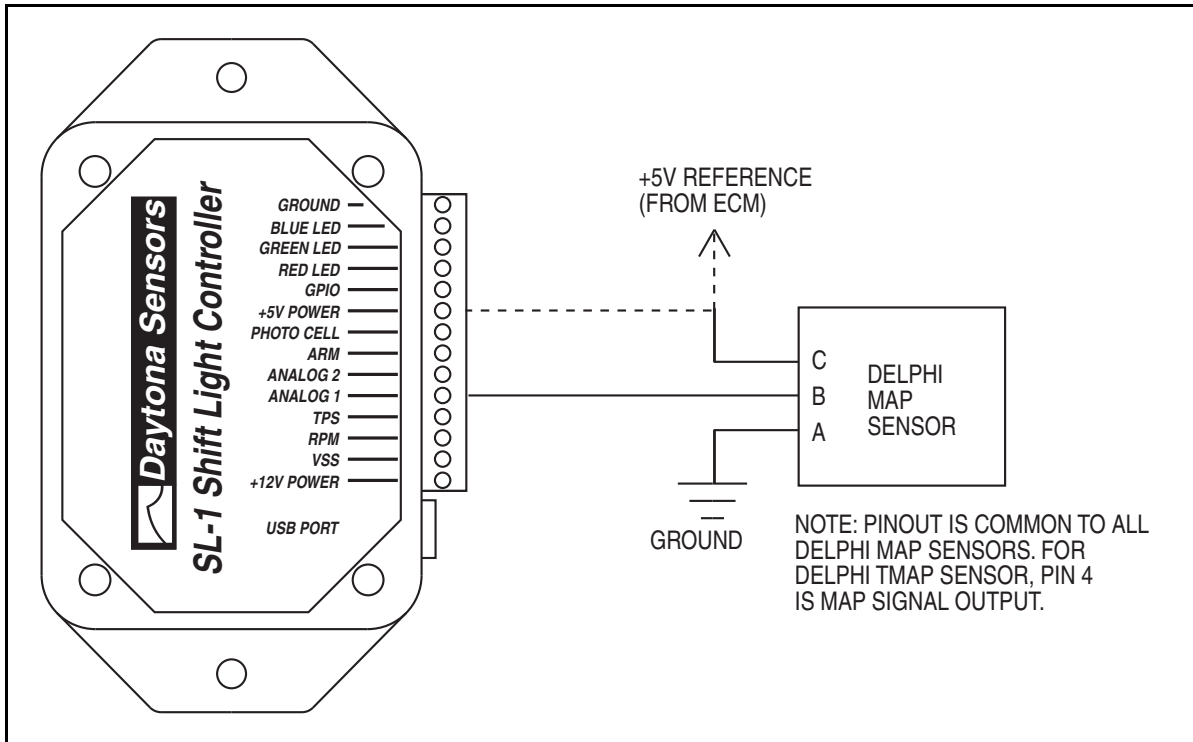 Daytona Sensors
SL-1 Shift Light Controller
GROUND
BLUE LED
GREEN LED
RED LED
GPIO
+5V POWER
PHOTO CELL
ARM
ANALOG 2
ANALOG 1
TPS
RPM
VSS
+12V POWER
USB PORT
+5V REFERENCE
(FROM ECM)
C
B
A
DELPHI
MAP
SENSOR
GROUND
NOTE: PINOUT IS COMMON TO ALL
DELPHI MAP SENSORS. FOR
DELPHI TMAP SENSOR, PIN 4
IS MAP SIGNAL OUTPUT.